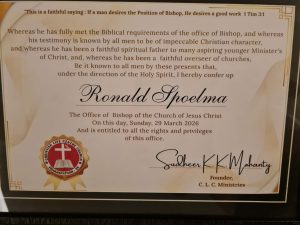 "This is a faithful saying : If a man desires the Position of Bishop, He desires a good work 1 Tim 31
Whereas he has fully met the Biblical requirements of the office of Bishop, and whereas
his testimony is known by all men to be of impeccable Christian character,
and whereas he has been a faithful spiritual father to many aspiring younger Minister's
of Christ, and, whereas he has been a faithful overseer of churches.
Be it known to all men by these presents that,
under the direction of the Holy Spirit, I hereby confer up
Ronald Spoelma
The Office of Bishop of the Church of Jesus Christ
On this day, Sunday, 29 March 2026
And is entitled to all the rights and privileges
of this office.
Sudheer K K Mohanty
Founder,
C. L. C. Ministries